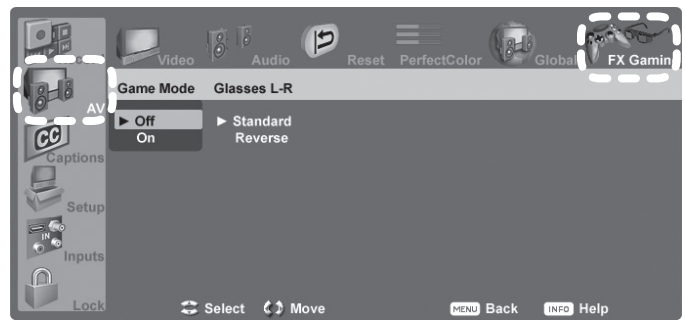 Video Audio Reset PerfectColor Global FX Gamin
AV
Game Mode Glasses L-R
Off Standard
On Reverse
CC
Captions
Setup
IN
Inputs
Lock
Select Move MENU Back INFO Help